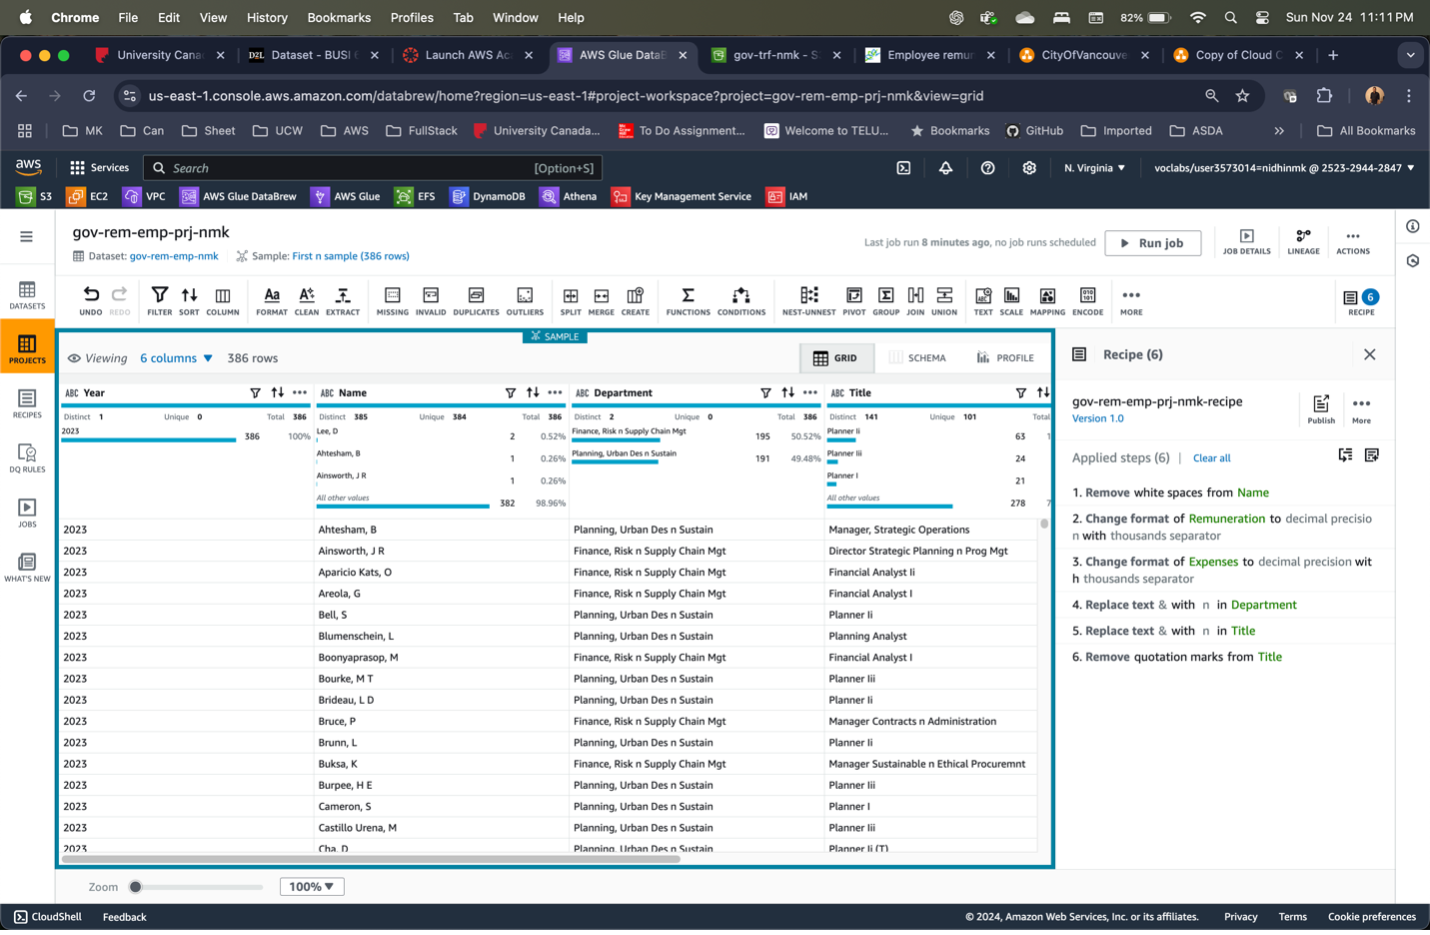 Chrome File Edit View History Bookmarks Profiles Tab Window Help 82% Sun Nov 24 11:11 PM
University Cana Dataset - BUSI 6 Launch AWS Aca AWS Glue DataB gov-trf-nmk - S Employee remun CityOfVancouve Copy of Cloud C
us-east-1.console.aws.amazon.com/databrew/home?region=us-east-1#project-workspace?project=gov-rem-emp-prj-nmk&view=grid
MK Can Sheet UCW AWS FullStack University Canada... To Do Assignment... Welcome to TELU... Bookmarks GitHub Imported ASDA » All Bookmarks
aws Services Search [Option+S] N. Virginia ▼ voclabs/user3573014=nidhinmk @ 2523-2944-2847 ▼
S3 EC2 VPC AWS Glue DataBrew AWS Glue EFS DynamoDB Athena Key Management Service IAM
gov-rem-emp-prj-nmk
Dataset: gov-rem-emp-nmk Sample: First n sample (386 rows)
Last job run 8 minutes ago, no job runs scheduled Run job JOB DETAILS LINEAGE ACTIONS
UNDO REDO FILTER SORT COLUMN FORMAT CLEAN EXTRACT MISSING INVALID DUPLICATES OUTLIERS SPLIT MERGE CREATE FUNCTIONS CONDITIONS NEST-UNNEST PIVOT GROUP JOIN UNION TEXT SCALE MAPPING ENCODE MORE 6 RECIPE
DATASETS
PROJECTS
RECIPES
DQ RULES
JOBS
WHAT'S NEW
SAMPLE
Viewing 6 columns ▼ 386 rows GRID SCHEMA PROFILE
ABC Year ABC Name ABC Department ABC Title
Distinct 1 Unique 0 Total 386 Distinct 385 Unique 384 Total 386 Distinct 2 Unique 0 Total 386 Distinct 141 Unique 101 Total
2023 386 100% Lee, D 2 0.52% Finance, Risk n Supply Chain Mgt 195 50.52% Planner Ii 63
Ahtesham, B 1 0.26% Planning, Urban Des n Sustain 191 49.48% Planner Iii 24
Ainsworth, J R 1 0.26% Planner I 21
All other values 382 98.96% All other values 278
2023 Ahtesham, B Planning, Urban Des n Sustain Manager, Strategic Operations
2023 Ainsworth, J R Finance, Risk n Supply Chain Mgt Director Strategic Planning n Prog Mgt
2023 Aparicio Kats, O Finance, Risk n Supply Chain Mgt Financial Analyst Ii
2023 Areola, G Finance, Risk n Supply Chain Mgt Financial Analyst I
2023 Bell, S Planning, Urban Des n Sustain Planner Ii
2023 Blumenschein, L Planning, Urban Des n Sustain Planning Analyst
2023 Boonyaprasop, M Finance, Risk n Supply Chain Mgt Financial Analyst I
2023 Bourke, M T Planning, Urban Des n Sustain Planner Iii
2023 Brideau, L D Planning, Urban Des n Sustain Planner Ii
2023 Bruce, P Finance, Risk n Supply Chain Mgt Manager Contracts n Administration
2023 Brunn, L Planning, Urban Des n Sustain Planner Ii
2023 Buksa, K Finance, Risk n Supply Chain Mgt Manager Sustainable n Ethical Procuremnt
2023 Burpee, H E Planning, Urban Des n Sustain Planner Iii
2023 Cameron, S Planning, Urban Des n Sustain Planner I
2023 Castillo Urena, M Planning, Urban Des n Sustain Planner Iii
2023 Cha, D Planning, Urban Des n Sustain Planner Ii (T)
Zoom 100% ▼
Recipe (6)
gov-rem-emp-prj-nmk-recipe
Version 1.0
Publish More
Applied steps (6) | Clear all
1. Remove white spaces from Name
2. Change format of Remuneration to decimal precisio
n with thousands separator
3. Change format of Expenses to decimal precision wit
h thousands separator
4. Replace text & with n in Department
5. Replace text & with n in Title
6. Remove quotation marks from Title
CloudShell Feedback © 2024, Amazon Web Services, Inc. or its affiliates. Privacy Terms Cookie preferences